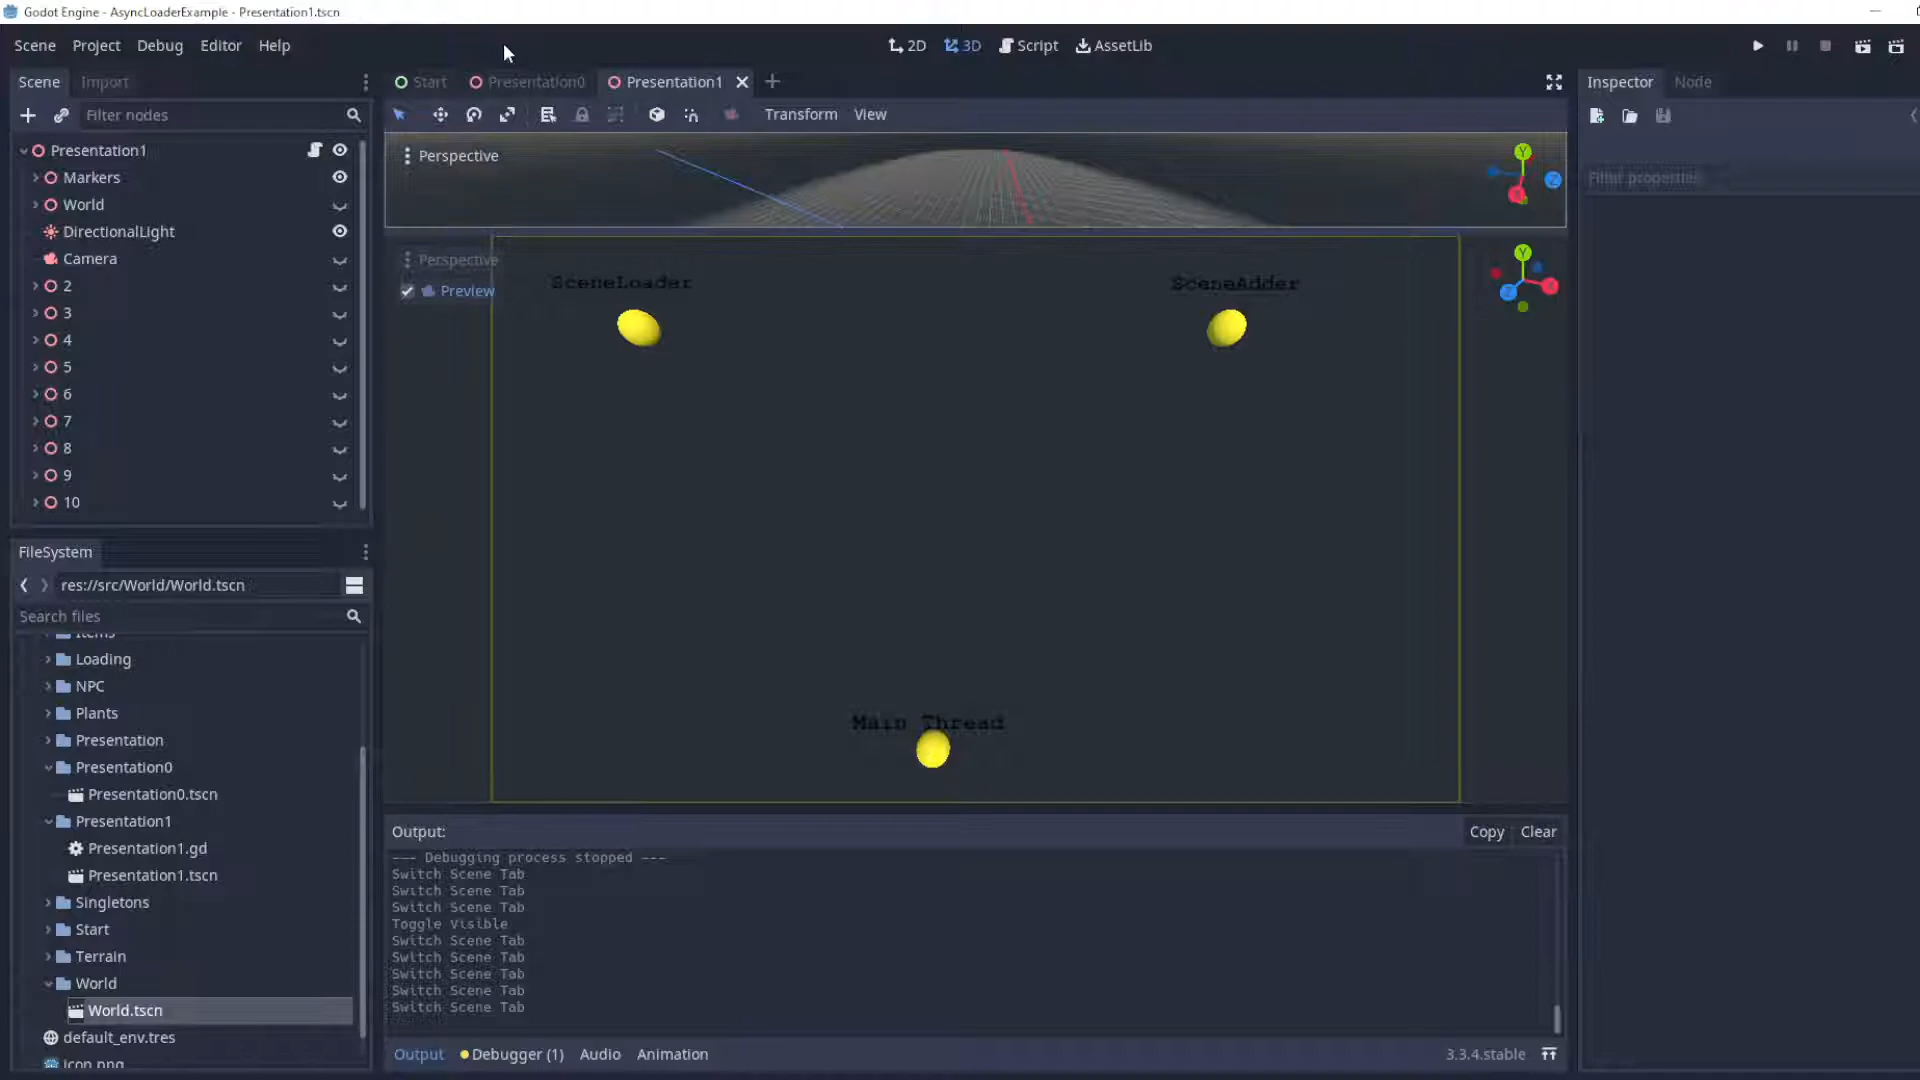 Godot Engine - AsyncLoaderExample - Presentation1.tscn
Scene Project Debug Editor Help
2D 3D Script AssetLib
Scene Import
Start Presentation0 Presentation1
Inspector Node
Filter nodes
Transform View
Presentation1
Markers
World
DirectionalLight
Camera
2
3
4
5
6
7
8
9
10
Perspective
Y
Z
Perspective
Preview
SceneLoader
SceneAdder
Y
Z
X
Main Thread
Filter properties
FileSystem
res://src/World/World.tscn
Search files
Items
Loading
NPC
Plants
Presentation
Presentation0
Presentation0.tscn
Presentation1
Presentation1.gd
Presentation1.tscn
Singletons
Start
Terrain
World
World.tscn
default_env.tres
icon.png
Output:
Copy Clear
--- Debugging process stopped ---
Switch Scene Tab
Switch Scene Tab
Switch Scene Tab
Toggle Visible
Switch Scene Tab
Switch Scene Tab
Switch Scene Tab
Switch Scene Tab
Switch Scene Tab
Output Debugger (1) Audio Animation
3.3.4.stable